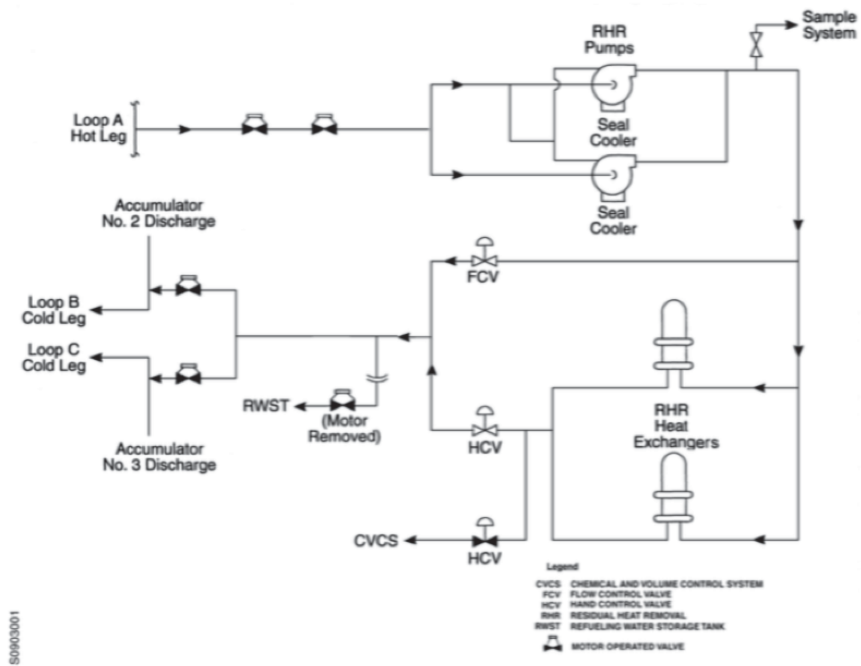 Sample
System
RHR
Pumps
Loop A
Hot Leg
Seal
Cooler
Accumulator
No. 2 Discharge
Seal
Cooler
FCV
Loop B
Cold Leg
Loop C
Cold Leg
RWST
(Motor
Removed)
HCV
RHR
Heat
Exchangers
Accumulator
No. 3 Discharge
CVCS
HCV
Legend
CVCS CHEMICAL AND VOLUME CONTROL SYSTEM
FCV FLOW CONTROL VALVE
HCV HAND CONTROL VALVE
RHR RESIDUAL HEAT REMOVAL
RWST REFUELING WATER STORAGE TANK
MOTOR OPERATED VALVE
S0903001